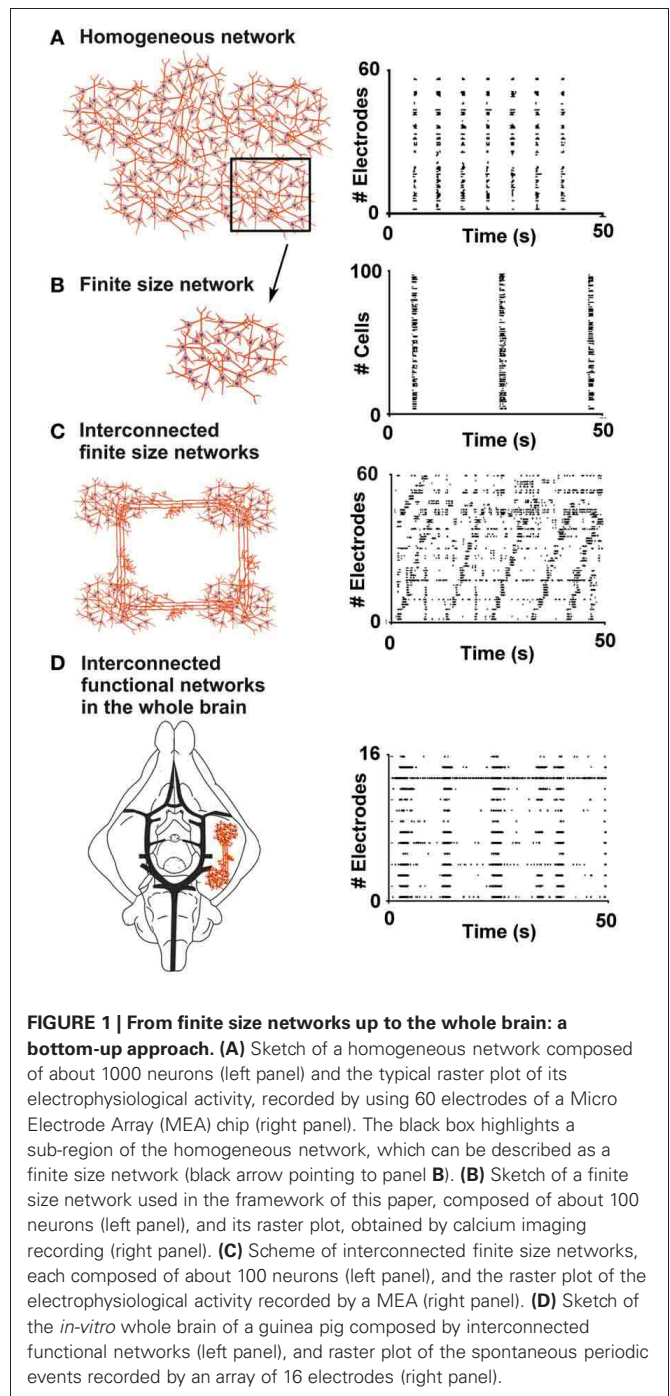 A Homogeneous network
60
# Electrodes
0
0
Time (s)
50
B Finite size network
100
# Cells
0
0
Time (s)
50
C Interconnected
finite size networks
60
# Electrodes
0
0
Time (s)
50
D Interconnected
functional networks
in the whole brain
16
# Electrodes
0
0
Time (s)
50
FIGURE 1 | From finite size networks up to the whole brain: a
bottom-up approach. (A) Sketch of a homogeneous network composed
of about 1000 neurons (left panel) and the typical raster plot of its
electrophysiological activity, recorded by using 60 electrodes of a Micro
Electrode Array (MEA) chip (right panel). The black box highlights a
sub-region of the homogeneous network, which can be described as a
finite size network (black arrow pointing to panel B). (B) Sketch of a finite
size network used in the framework of this paper, composed of about 100
neurons (left panel), and its raster plot, obtained by calcium imaging
recording (right panel). (C) Scheme of interconnected finite size networks,
each composed of about 100 neurons (left panel), and the raster plot of the
electrophysiological activity recorded by a MEA (right panel). (D) Sketch of
the in-vitro whole brain of a guinea pig composed by interconnected
functional networks (left panel), and raster plot of the spontaneous periodic
events recorded by an array of 16 electrodes (right panel).